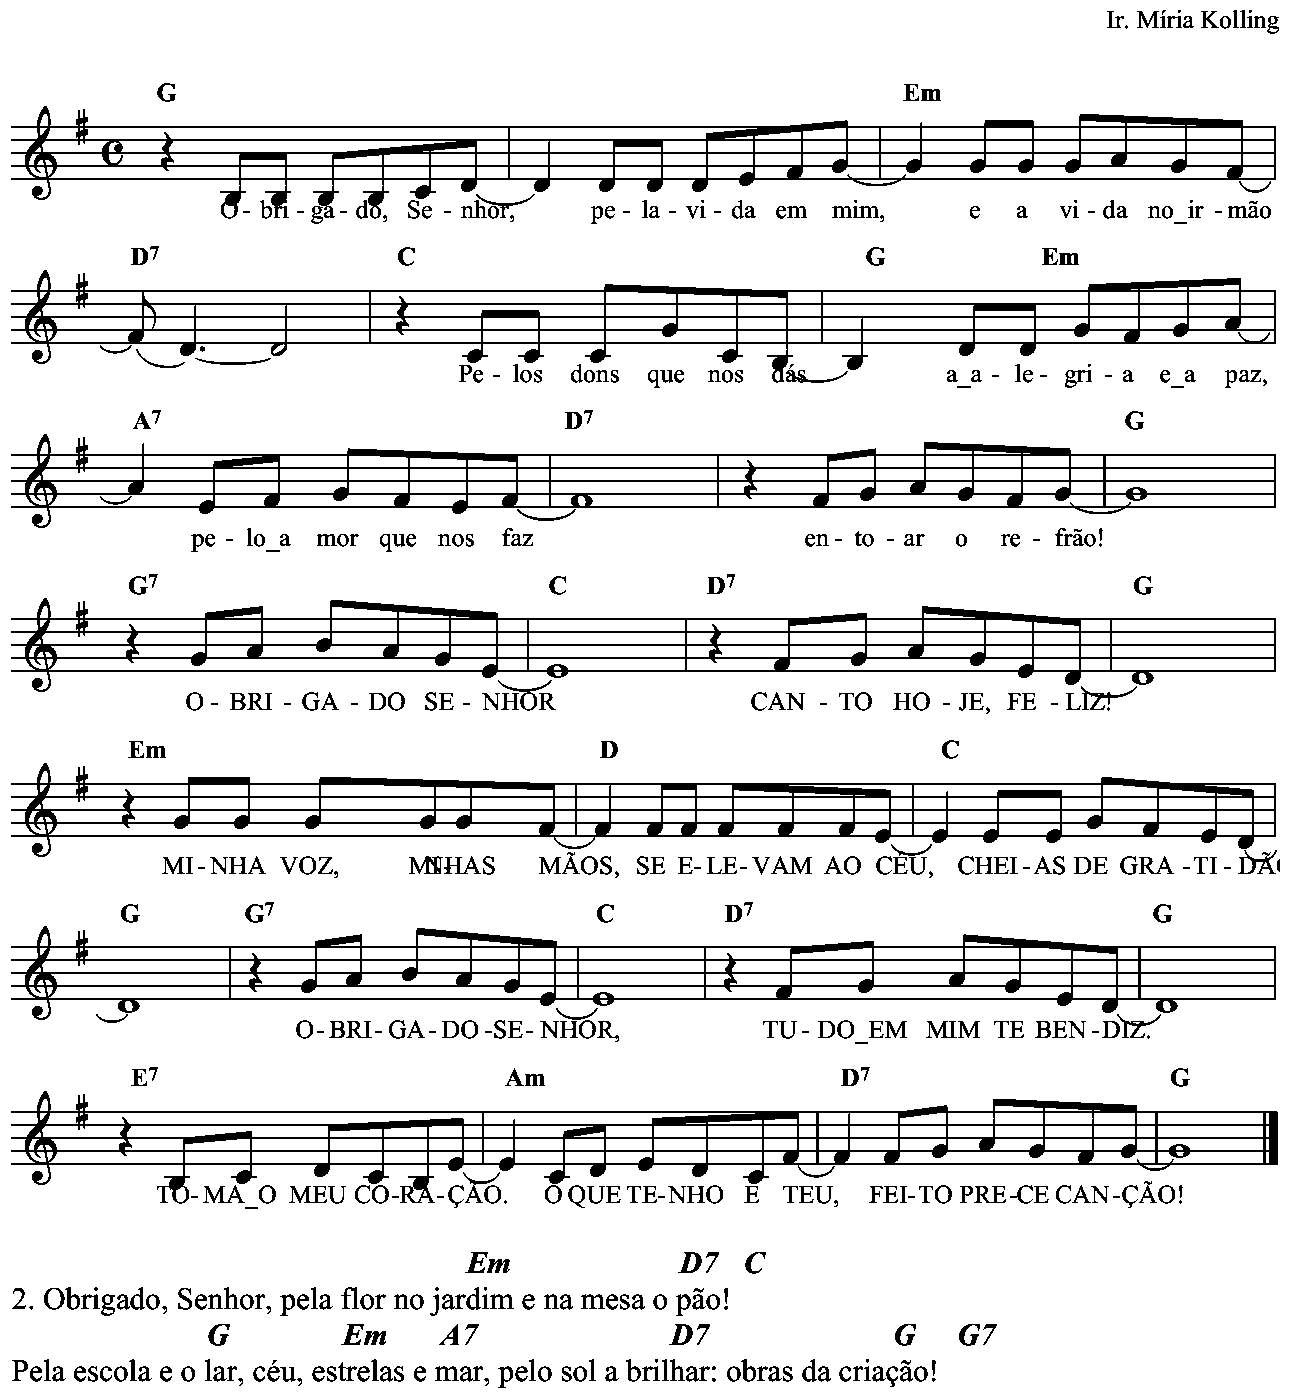 Ir. Míria Kolling
G Em
O - bri - ga - do, Se - nhor, pe - la - vi - da em mim, e a vi - da no_ir - mão
D7 C G Em
Pe - los dons que nos dás a_a - le - gri - a e_a paz,
A7 D7 G
pe - lo_a mor que nos faz en - to - ar o re - frão!
G7 C D7 G
O - BRI - GA - DO SE - NHOR CAN - TO HO - JE, FE - LIZ!
Em D C
MI - NHA VOZ, MI-NHAS MÃOS, SE E - LE - VAM AO CÉU, CHEI - AS DE GRA - TI - DÃO
G G7 C D7 G
O - BRI - GA - DO - SE - NHOR, TU - DO_EM MIM TE BEN - DIZ.
E7 Am D7 G
TO - MA_O MEU CO - RA - ÇÃO. O QUE TE - NHO E TEU, FEI - TO PRE - CE CAN - ÇÃO!
Em D7 C
2. Obrigado, Senhor, pela flor no jardim e na mesa o pão!
G Em A7 D7 G G7
Pela escola e o lar, céu, estrelas e mar, pelo sol a brilhar: obras da criação!